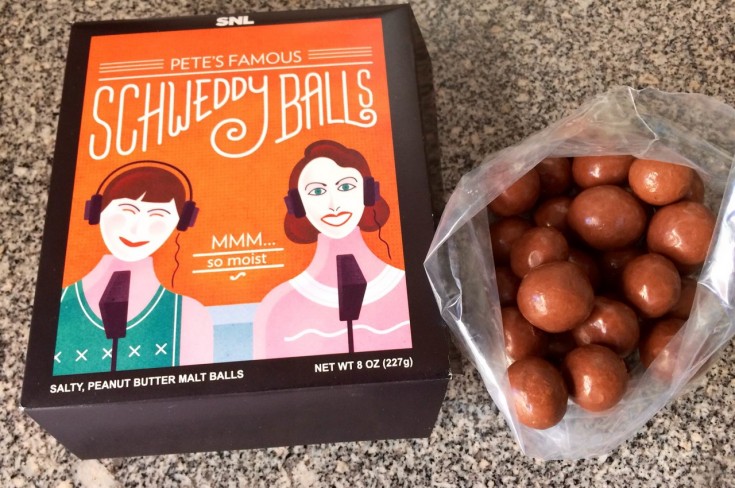 SNL
PETE'S FAMOUS
SCHWEDDY BALLS
MMM...
so moist
SALTY, PEANUT BUTTER MALT BALLS
NET WT 8 OZ (227g)